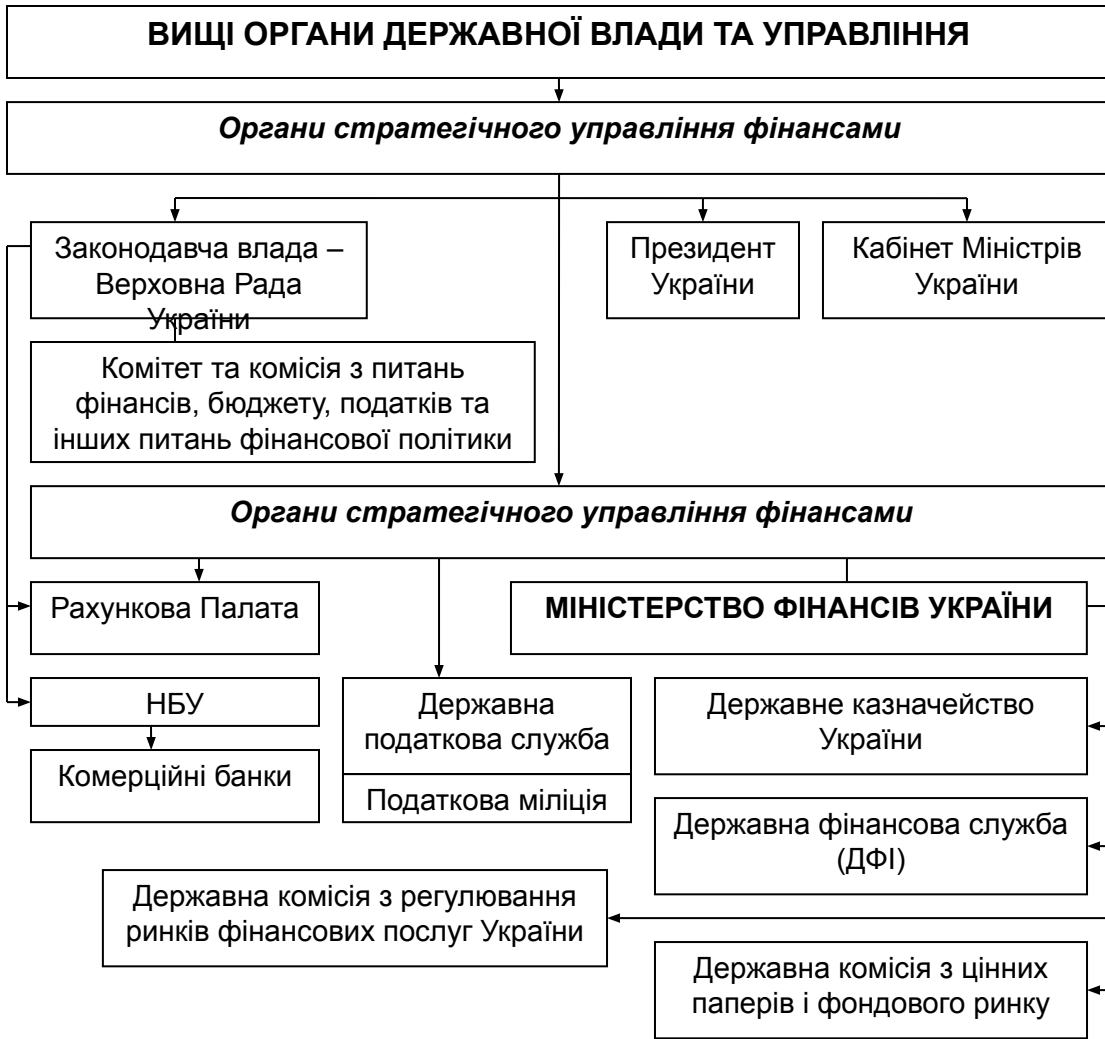 ВИЩІ ОРГАНИ ДЕРЖАВНОЇ ВЛАДИ ТА УПРАВЛІННЯ
Органи стратегічного управління фінансами
Законодавча влада –
Верховна Рада
України
Президент
України
Кабінет Міністрів
України
Комітет та комісія з питань
фінансів, бюджету, податків та
інших питань фінансової політики
Органи стратегічного управління фінансами
Рахункова Палата
МІНІСТЕРСТВО ФІНАНСІВ УКРАЇНИ
НБУ
Комерційні банки
Державна
податкова служба
Податкова міліція
Державне казначейство
України
Державна фінансова служба
(ДФІ)
Державна комісія з регулювання
ринків фінансових послуг України
Державна комісія з цінних
паперів і фондового ринку